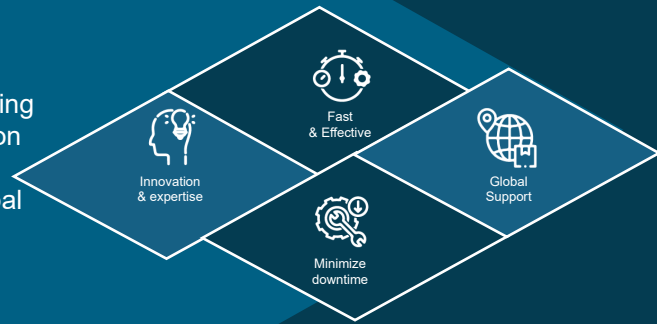 Fast
& Effective
Innovation
& expertise
Global
Support
Minimize
downtime